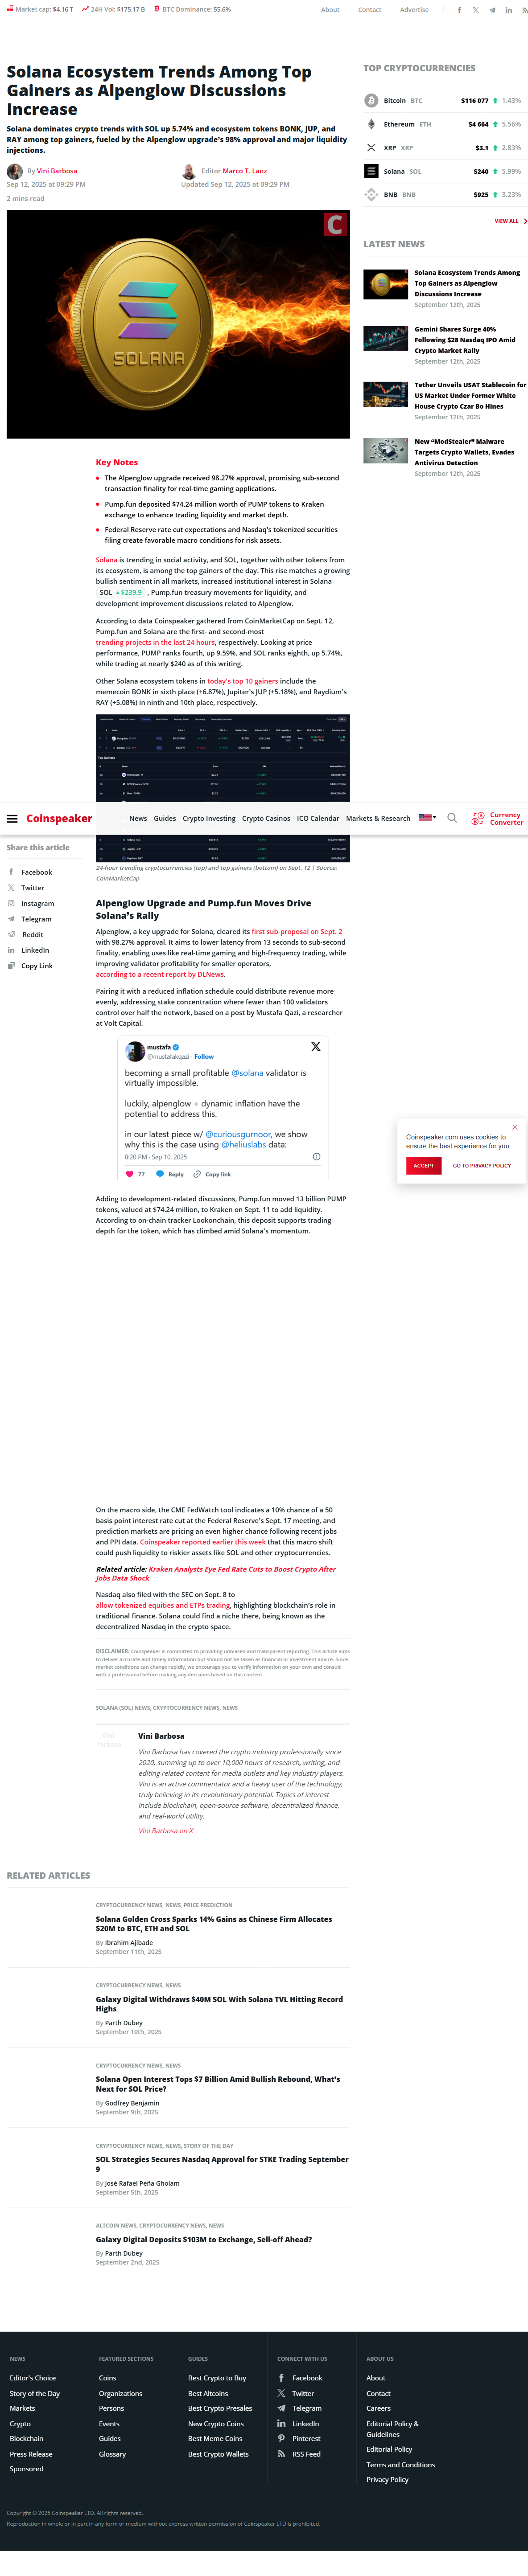 Market cap: $4.16 T 24H Vol: $175.17 B BTC Dominance: 55.6%
About Contact Advertise
Solana Ecosystem Trends Among Top
Gainers as Alpenglow Discussions
Increase
Solana dominates crypto trends with SOL up 5.74% and ecosystem tokens BONK, JUP, and
RAY among top gainers, fueled by the Alpenglow upgrade's 98% approval and major liquidity
injections.
By Vini Barbosa
Sep 12, 2025 at 09:29 PM
Editor Marco T. Lanz
Updated Sep 12, 2025 at 09:29 PM
2 mins read
C
SOLANA
Key Notes
The Alpenglow upgrade received 98.27% approval, promising sub-second
transaction finality for real-time gaming applications.
Pump.fun deposited $74.24 million worth of PUMP tokens to Kraken
exchange to enhance trading liquidity and market depth.
Federal Reserve rate cut expectations and Nasdaq's tokenized securities
filing create favorable macro conditions for risk assets.
Solana is trending in social activity, and SOL, together with other tokens from
its ecosystem, is among the top gainers of the day. This rise matches a growing
bullish sentiment in all markets, increased institutional interest in Solana
SOL $239.9 , Pump.fun treasury movements for liquidity, and
development improvement discussions related to Alpenglow.
According to data Coinspeaker gathered from CoinMarketCap on Sept. 12,
Pump.fun and Solana are the first- and second-most
trending projects in the last 24 hours, respectively. Looking at price
performance, PUMP ranks fourth, up 9.59%, and SOL ranks eighth, up 5.74%,
while trading at nearly $240 as of this writing.
Other Solana ecosystem tokens in today's top 10 gainers include the
memecoin BONK in sixth place (+6.87%), Jupiter's JUP (+5.18%), and Raydium's
RAY (+5.08%) in ninth and 10th place, respectively.
Top Gainers
Coinspeaker
News Guides Crypto Investing Crypto Casinos ICO Calendar Markets & Research
Currency
Converter
24-hour trending cryptocurrencies (top) and top gainers (bottom) on Sept. 12 | Source:
CoinMarketCap
Share this article
Facebook
Twitter
Instagram
Telegram
Reddit
LinkedIn
Copy Link
Alpenglow Upgrade and Pump.fun Moves Drive
Solana's Rally
Alpenglow, a key upgrade for Solana, cleared its first sub-proposal on Sept. 2
with 98.27% approval. It aims to lower latency from 13 seconds to sub-second
finality, enabling uses like real-time gaming and high-frequency trading, while
improving validator profitability for smaller operators,
according to a recent report by DLNews.
Pairing it with a reduced inflation schedule could distribute revenue more
evenly, addressing stake concentration where fewer than 100 validators
control over half the network, based on a post by Mustafa Qazi, a researcher
at Volt Capital.
mustafa
@mustafakqazi · Follow
becoming a small profitable @solana validator is
virtually impossible.
luckily, alpenglow + dynamic inflation have the
potential to address this.
in our latest piece w/ @curiousgurnoor, we show
why this is the case using @heliuslabs data:
8:20 PM · Sep 10, 2025
77 Reply Copy link
Adding to development-related discussions, Pump.fun moved 13 billion PUMP
tokens, valued at $74.24 million, to Kraken on Sept. 11 to add liquidity.
According to on-chain tracker Lookonchain, this deposit supports trading
depth for the token, which has climbed amid Solana's momentum.
On the macro side, the CME FedWatch tool indicates a 10% chance of a 50
basis point interest rate cut at the Federal Reserve's Sept. 17 meeting, and
prediction markets are pricing an even higher chance following recent jobs
and PPI data. Coinspeaker reported earlier this week that this macro shift
could push liquidity to riskier assets like SOL and other cryptocurrencies.
Related article: Kraken Analysts Eye Fed Rate Cuts to Boost Crypto After
Jobs Data Shock
Nasdaq also filed with the SEC on Sept. 8 to
allow tokenized equities and ETPs trading, highlighting blockchain's role in
traditional finance. Solana could find a niche there, being known as the
decentralized Nasdaq in the crypto space.
DISCLAIMER: Coinspeaker is committed to providing unbiased and transparent reporting. This article aims
to deliver accurate and timely information but should not be taken as financial or investment advice. Since
market conditions can change rapidly, we encourage you to verify information on your own and consult
with a professional before making any decisions based on this content.
SOLANA (SOL) NEWS, CRYPTOCURRENCY NEWS, NEWS
Vini Barbosa
Vini Barbosa has covered the crypto industry professionally since
2020, summing up to over 10,000 hours of research, writing, and
editing related content for media outlets and key industry players.
Vini is an active commentator and a heavy user of the technology,
truly believing in its revolutionary potential. Topics of interest
include blockchain, open-source software, decentralized finance,
and real-world utility.
Vini Barbosa on X
TOP CRYPTOCURRENCIES
Bitcoin BTC $116 077 1.43%
Ethereum ETH $4 664 5.56%
XRP XRP $3.1 2.83%
Solana SOL $240 5.99%
BNB BNB $925 3.23%
VIEW ALL
LATEST NEWS
Solana Ecosystem Trends Among
Top Gainers as Alpenglow
Discussions Increase
September 12th, 2025
Gemini Shares Surge 40%
Following $28 Nasdaq IPO Amid
Crypto Market Rally
September 12th, 2025
Tether Unveils USAT Stablecoin for
US Market Under Former White
House Crypto Czar Bo Hines
September 12th, 2025
New “ModStealer” Malware
Targets Crypto Wallets, Evades
Antivirus Detection
September 12th, 2025
Coinspeaker.com uses cookies to
ensure the best experience for you
ACCEPT GO TO PRIVACY POLICY
RELATED ARTICLES
CRYPTOCURRENCY NEWS, NEWS, PRICE PREDICTION
Solana Golden Cross Sparks 14% Gains as Chinese Firm Allocates
$20M to BTC, ETH and SOL
By Ibrahim Ajibade
September 11th, 2025
CRYPTOCURRENCY NEWS, NEWS
Galaxy Digital Withdraws $40M SOL With Solana TVL Hitting Record
Highs
By Parth Dubey
September 10th, 2025
CRYPTOCURRENCY NEWS, NEWS
Solana Open Interest Tops $7 Billion Amid Bullish Rebound, What's
Next for SOL Price?
By Godfrey Benjamin
September 9th, 2025
CRYPTOCURRENCY NEWS, NEWS, STORY OF THE DAY
SOL Strategies Secures Nasdaq Approval for STKE Trading September
9
By José Rafael Peña Gholam
September 5th, 2025
ALTCOIN NEWS, CRYPTOCURRENCY NEWS, NEWS
Galaxy Digital Deposits $103M to Exchange, Sell-off Ahead?
By Parth Dubey
September 2nd, 2025
NEWS
Editor's Choice
Story of the Day
Markets
Crypto
Blockchain
Press Release
Sponsored
FEATURED SECTIONS
Coins
Organizations
Persons
Events
Guides
Glossary
GUIDES
Best Crypto to Buy
Best Altcoins
Best Crypto Presales
New Crypto Coins
Best Meme Coins
Best Crypto Wallets
CONNECT WITH US
Facebook
Twitter
Telegram
LinkedIn
Pinterest
RSS Feed
ABOUT US
About
Contact
Careers
Editorial Policy &
Guidelines
Editorial Policy
Terms and Conditions
Privacy Policy
Copyright © 2025 Coinspeaker LTD. All rights reserved.
Reproduction in whole or in part in any form or medium without express written permission of Coinspeaker LTD is prohibited.